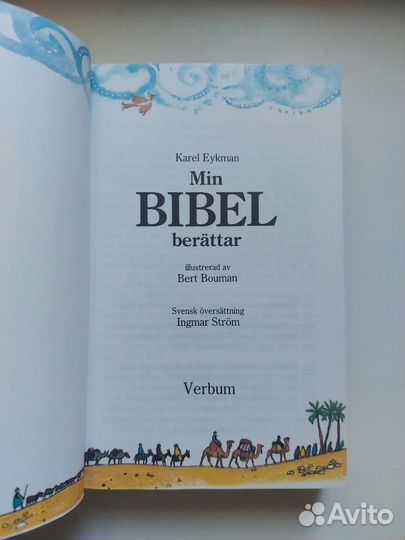 Karel Eykman
Min
BIBEL
berättar
illustrerad av
Bert Bouman
Svensk översättning
Ingmar Ström
Verbum
Avito